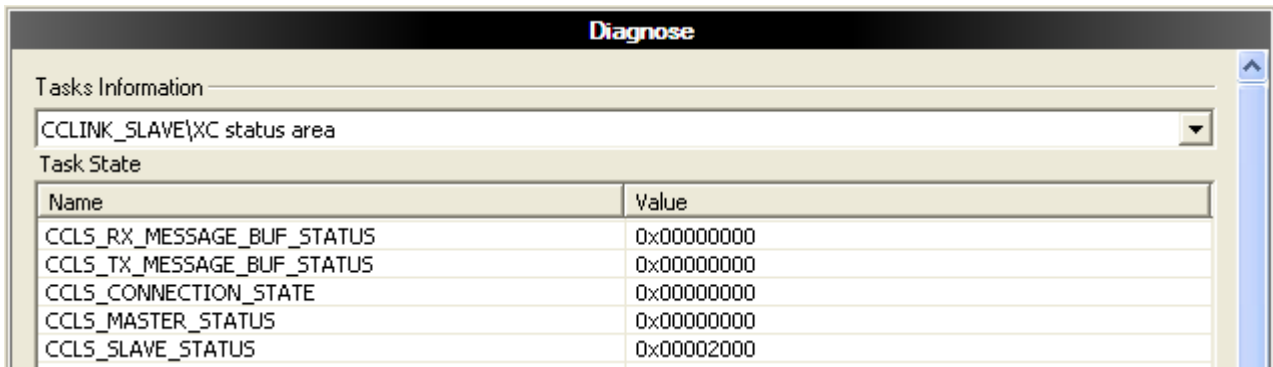 Diagnose
Tasks Information
CCLINK_SLAVE\XC status area
Task State
Name Value
CCLS_RX_MESSAGE_BUF_STATUS 0x00000000
CCLS_TX_MESSAGE_BUF_STATUS 0x00000000
CCLS_CONNECTION_STATE 0x00000000
CCLS_MASTER_STATUS 0x00000000
CCLS_SLAVE_STATUS 0x00002000